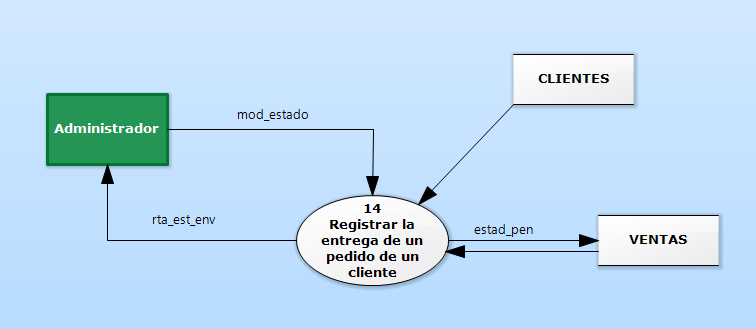 CLIENTES
mod_estado
Administrador
14
Registrar la
entrega de un
pedido de un
cliente
rta_est_env
estad_pen
VENTAS